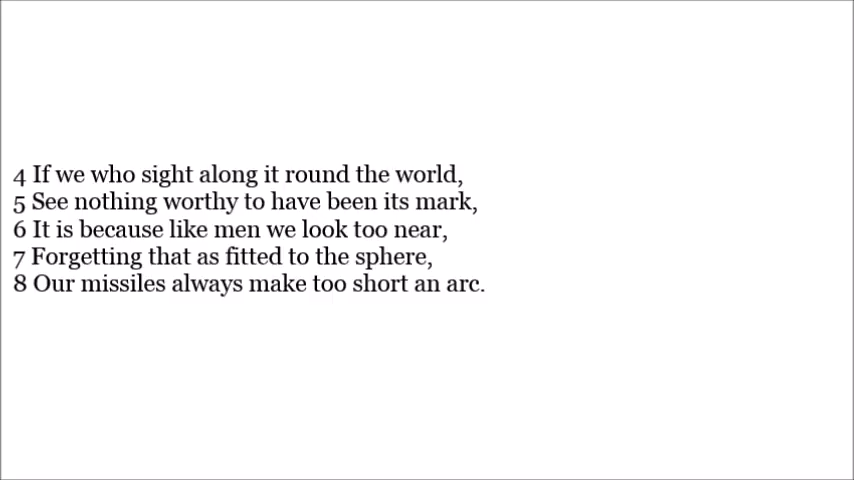 4 If we who sight along it round the world,
5 See nothing worthy to have been its mark,
6 It is because like men we look too near,
7 Forgetting that as fitted to the sphere,
8 Our missiles always make too short an arc.